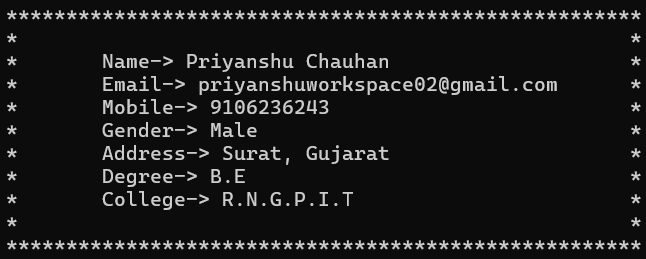 *****************************************************
*                                                   *
*       Name-> Priyanshu Chauhan                    *
*       Email-> priyanshuworkspace02@gmail.com      *
*       Mobile-> 9106236243                         *
*       Gender-> Male                               *
*       Address-> Surat, Gujarat                    *
*       Degree-> B.E                                *
*       College-> R.N.G.P.I.T                       *
*                                                   *
*****************************************************